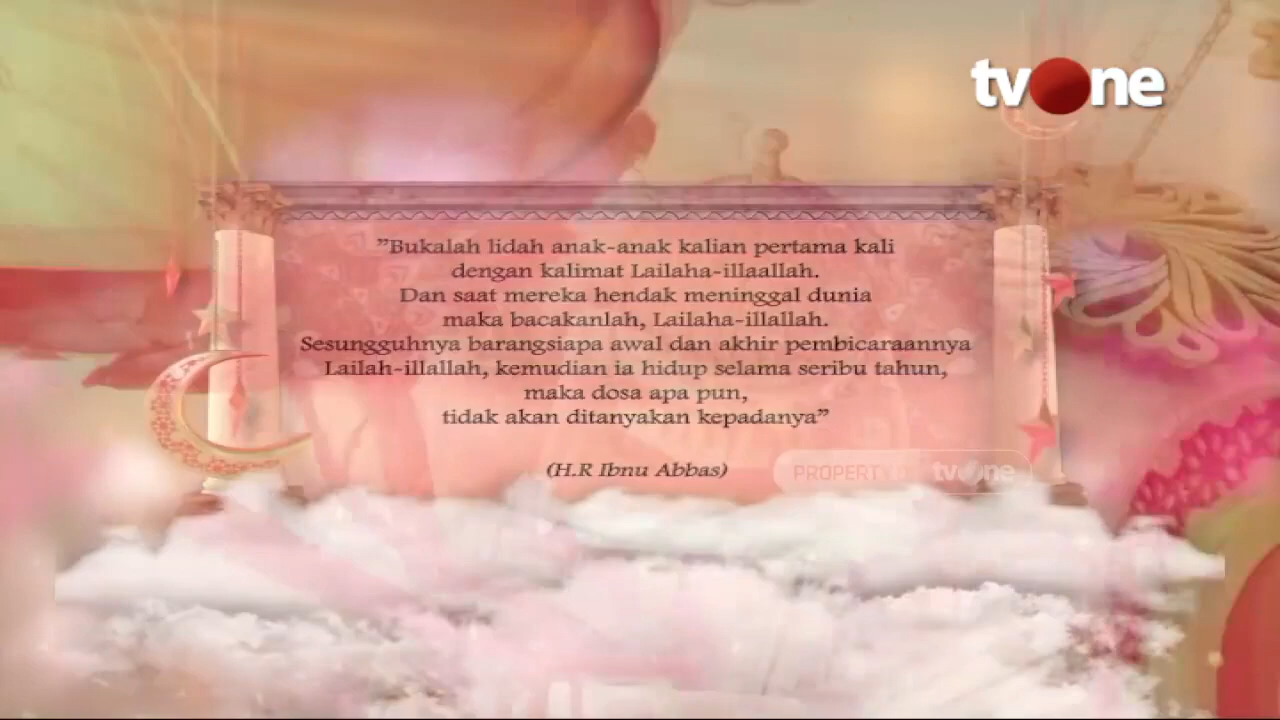 tvOne
"Bukalah lidah anak-anak kalian pertama kali
dengan kalimat Lailaha-illaallah.
Dan saat mereka hendak meninggal dunia
maka bacakanlah, Lailaha-illallah.
Sesungguhnya barangsiapa awal dan akhir pembicaraannya
Lailah-illallah, kemudian ia hidup selama seribu tahun,
maka dosa apa pun,
tidak akan ditanyakan kepadanya"
(H.R Ibnu Abbas)
PROPERTY tvOne